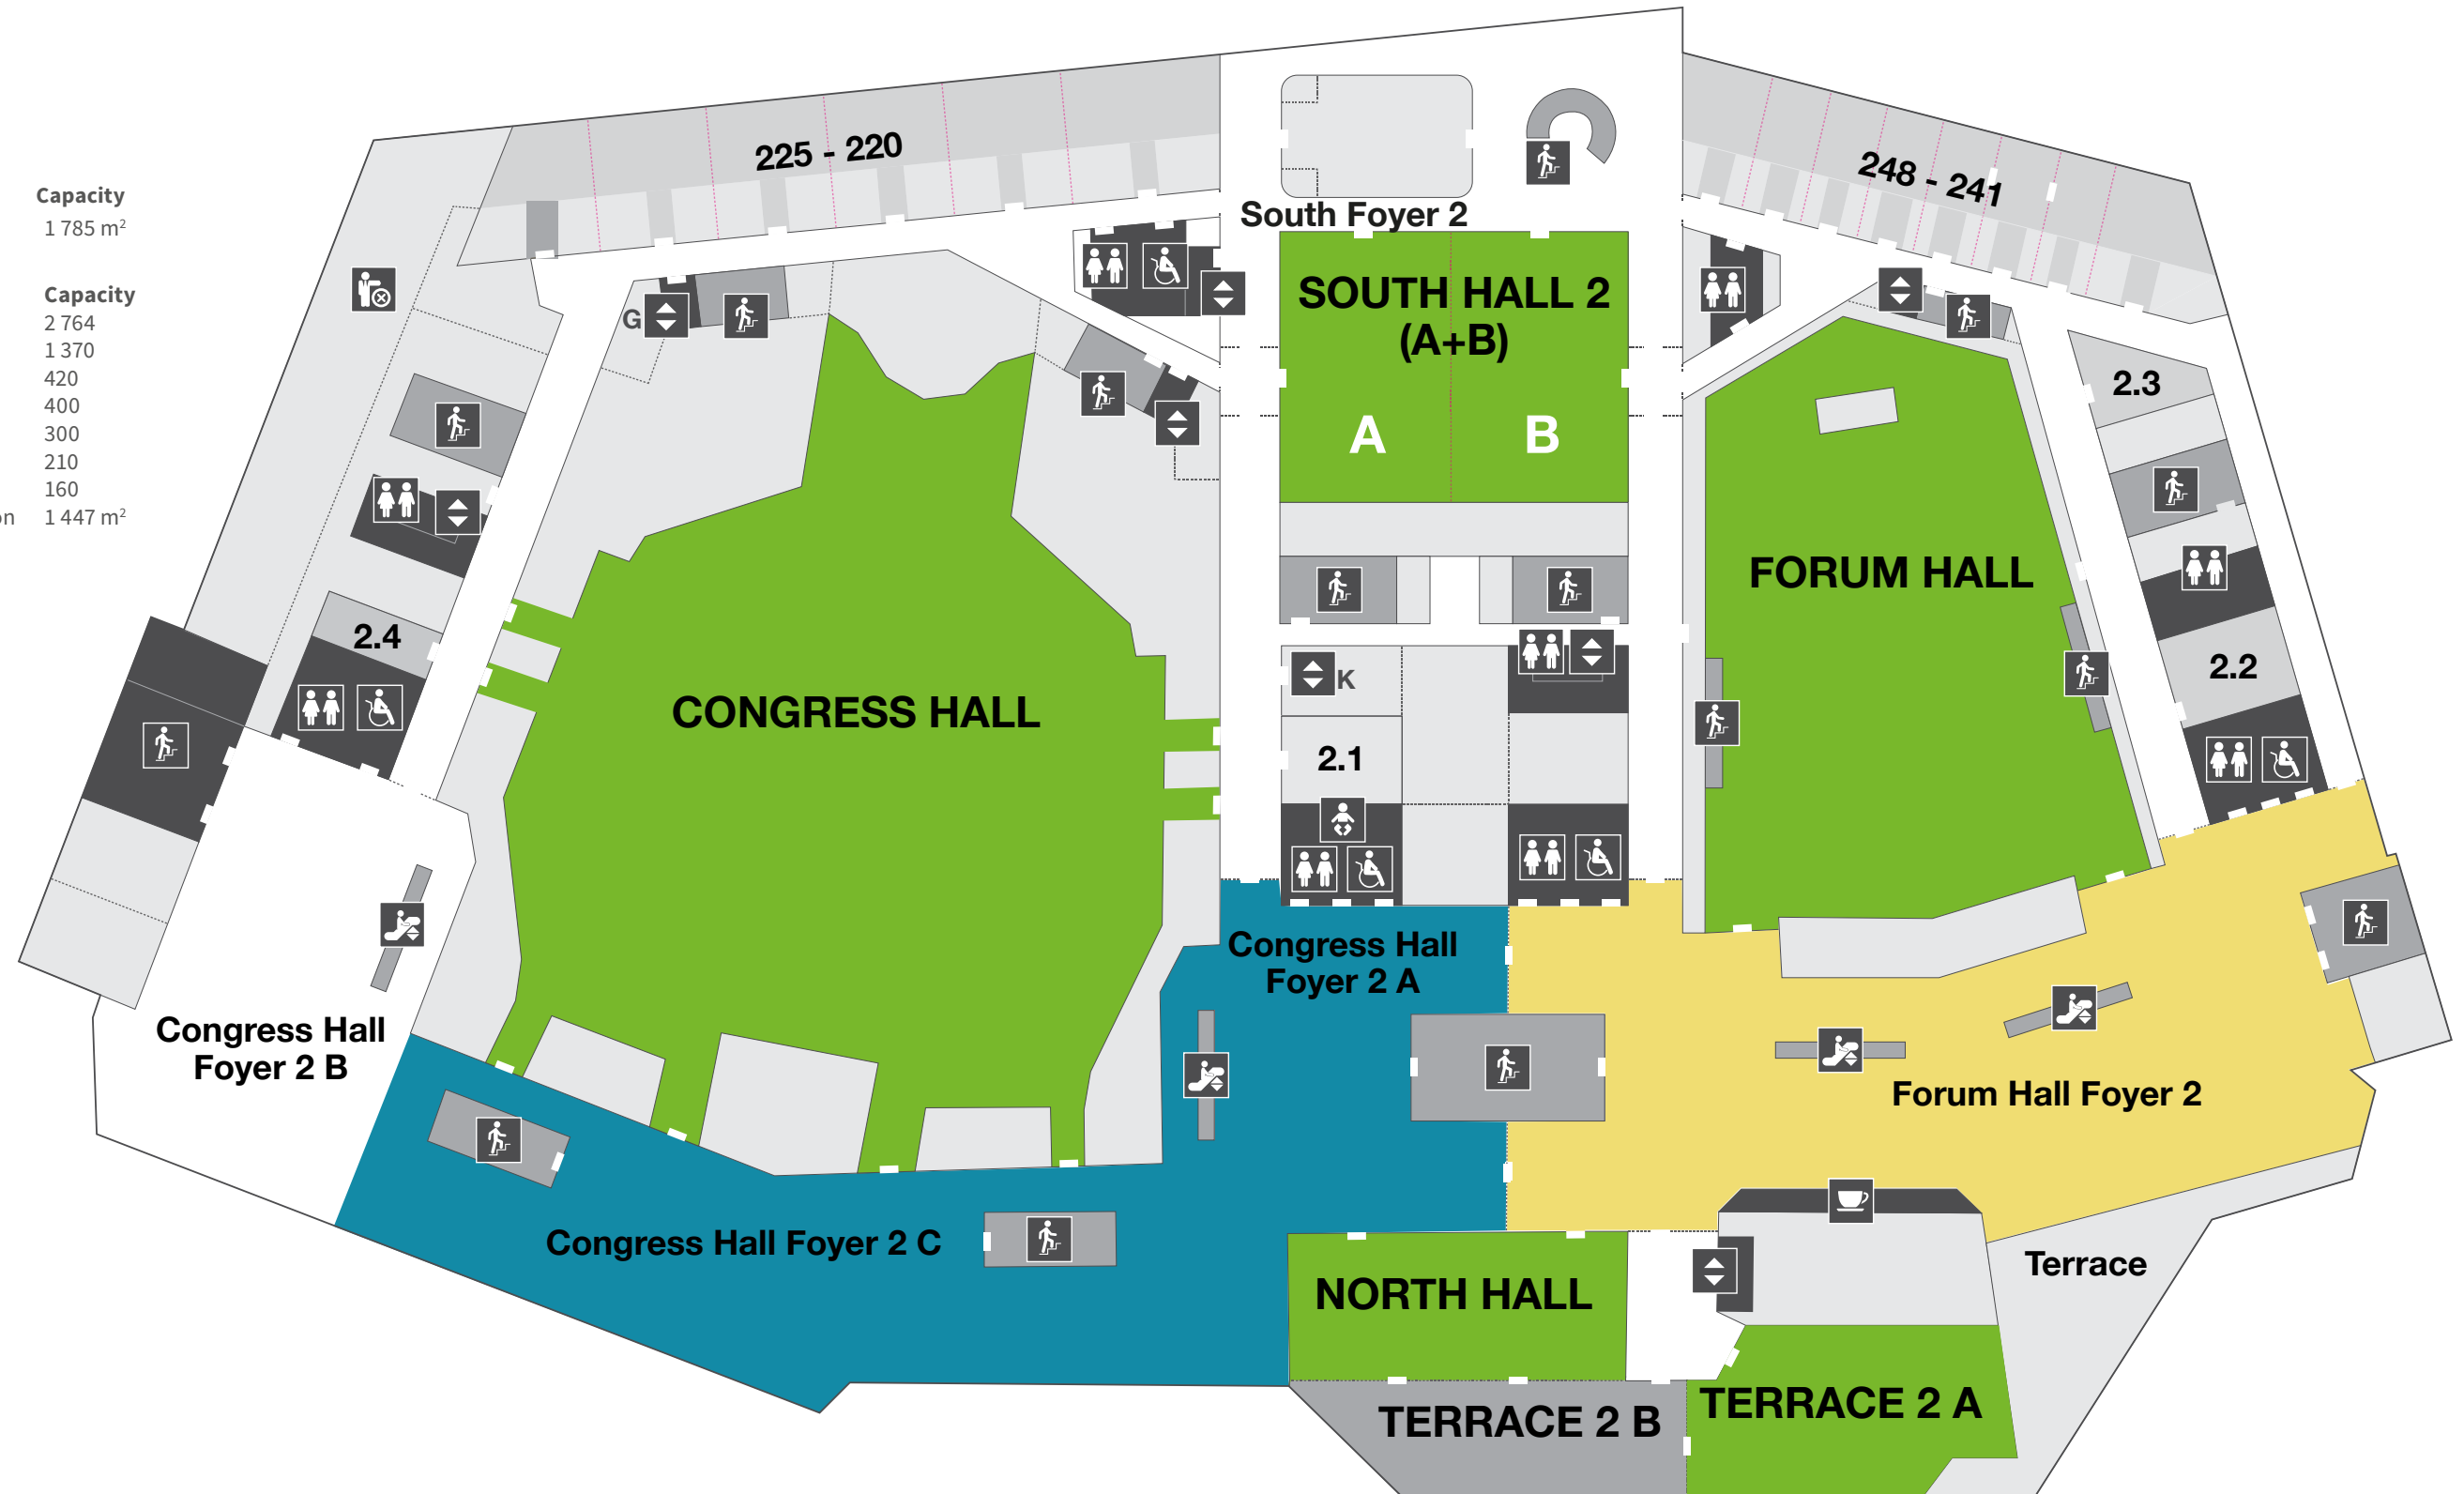 Capacity
1 785 m²
Capacity
2 764
1 370
420
400
300
210
160
on 1 447 m²
225 - 220
248 - 241
South Foyer 2
SOUTH HALL 2
(A+B)
A
B
G
2.3
FORUM HALL
2.4
2.2
K
CONGRESS HALL
2.1
Congress Hall
Foyer 2 A
Congress Hall
Foyer 2 B
Forum Hall Foyer 2
Congress Hall Foyer 2 C
Terrace
NORTH HALL
TERRACE 2 A
TERRACE 2 B